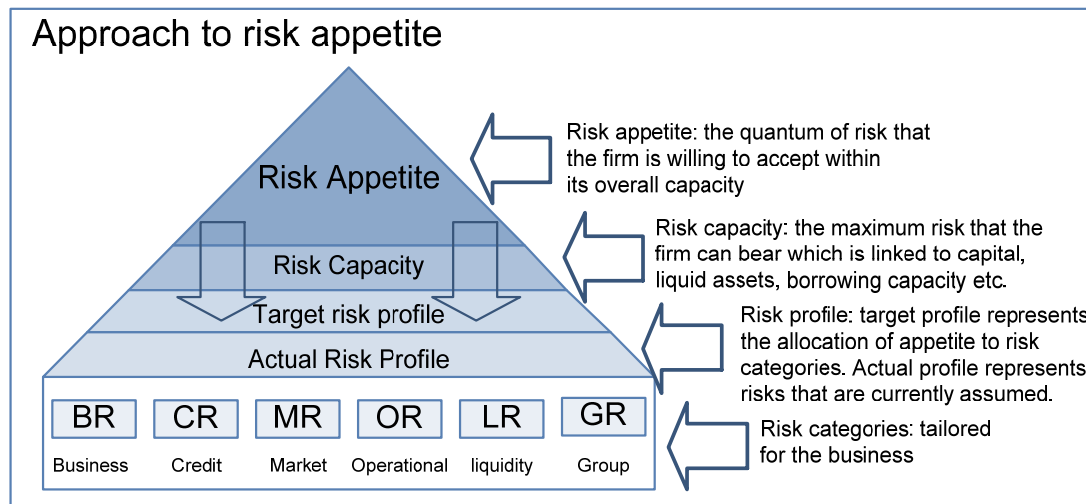 Approach to risk appetite
Risk Appetite
Risk Capacity
Target risk profile
Actual Risk Profile
BR
CR
MR
OR
LR
GR
Business
Credit
Market
Operational
liquidity
Group
Risk appetite: the quantum of risk that
the firm is willing to accept within
its overall capacity
Risk capacity: the maximum risk that the
firm can bear which is linked to capital,
liquid assets, borrowing capacity etc.
Risk profile: target profile represents
the allocation of appetite to risk
categories. Actual profile represents
risks that are currently assumed.
Risk categories: tailored
for the business